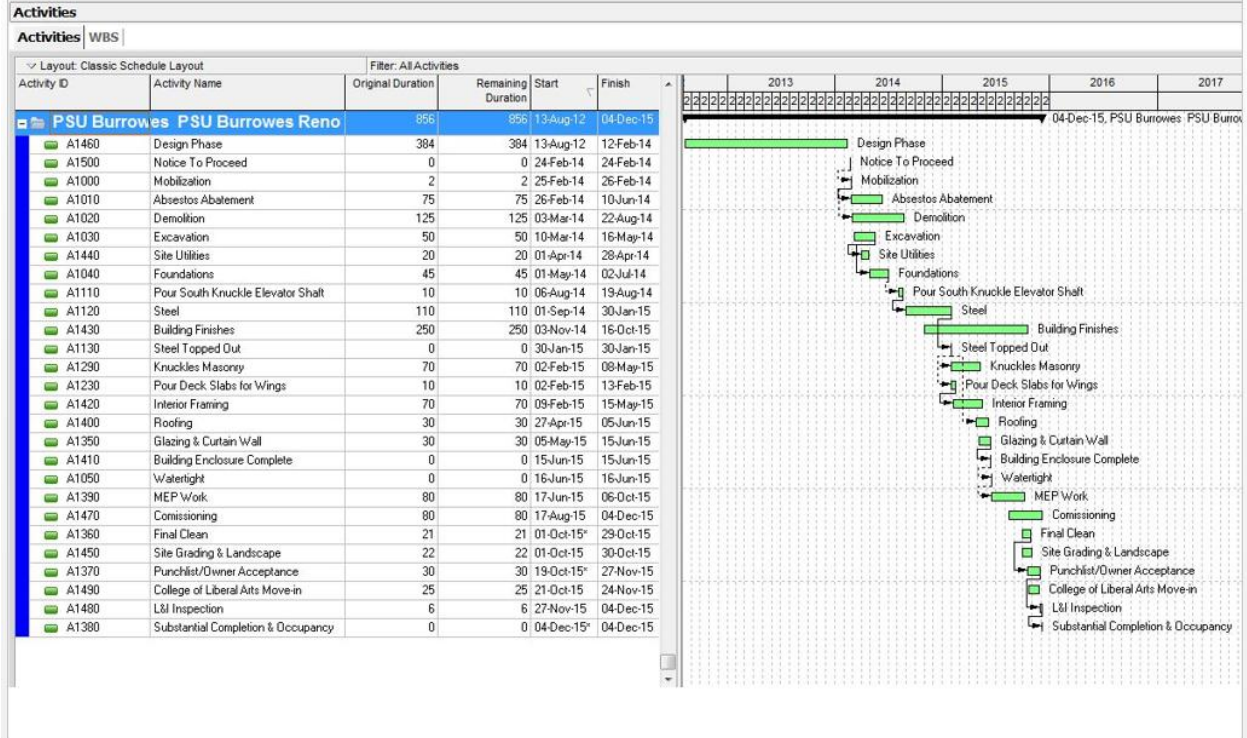 Activities
Activities WBS
Layout: Classic Schedule Layout Filter: All Activities
Activity ID Activity Name Original Duration Remaining Duration Start Finish 2013 2014 2015 2016 2017
PSU Burrowes PSU Burrowes Reno 856 856 13-Aug-12 04-Dec-15 04-Dec-15, PSU Burrowes PSU Burrow
A1460 Design Phase 384 384 13-Aug-12 12-Feb-14 Design Phase
A1500 Notice To Proceed 0 0 24-Feb-14 24-Feb-14 Notice To Proceed
A1000 Mobilization 2 2 25-Feb-14 26-Feb-14 Mobilization
A1010 Absestos Abatement 75 75 26-Feb-14 10-Jun-14 Absestos Abatement
A1020 Demolition 125 125 03-Mar-14 22-Aug-14 Demolition
A1030 Excavation 50 50 10-Mar-14 16-May-14 Excavation
A1440 Site Utilities 20 20 01-Apr-14 28-Apr-14 Site Utilities
A1040 Foundations 45 45 01-May-14 02-Jul-14 Foundations
A1110 Pour South Knuckle Elevator Shaft 10 10 06-Aug-14 19-Aug-14 Pour South Knuckle Elevator Shaft
A1120 Steel 110 110 01-Sep-14 30-Jan-15 Steel
A1430 Building Finishes 250 250 03-Nov-14 16-Oct-15 Building Finishes
A1130 Steel Topped Out 0 0 30-Jan-15 30-Jan-15 Steel Topped Out
A1290 Knuckles Masonry 70 70 02-Feb-15 08-May-15 Knuckles Masonry
A1230 Pour Deck Slabs for Wings 10 10 02-Feb-15 13-Feb-15 Pour Deck Slabs for Wings
A1420 Interior Framing 70 70 09-Feb-15 15-May-15 Interior Framing
A1400 Roofing 30 30 27-Apr-15 05-Jun-15 Roofing
A1350 Glazing & Curtain Wall 30 30 05-May-15 15-Jun-15 Glazing & Curtain Wall
A1410 Building Enclosure Complete 0 0 15-Jun-15 15-Jun-15 Building Enclosure Complete
A1050 Watertight 0 0 16-Jun-15 16-Jun-15 Watertight
A1390 MEP Work 80 80 17-Jun-15 06-Oct-15 MEP Work
A1470 Comissioning 80 80 17-Aug-15 04-Dec-15 Comissioning
A1360 Final Clean 21 21 01-Oct-15* 29-Oct-15 Final Clean
A1450 Site Grading & Landscape 22 22 01-Oct-15 30-Oct-15 Site Grading & Landscape
A1370 Punchlist/Owner Acceptance 30 30 19-Oct-15* 27-Nov-15 Punchlist/Owner Acceptance
A1490 College of Liberal Arts Move-in 25 25 21-Oct-15 24-Nov-15 College of Liberal Arts Move-in
A1480 L&I Inspection 6 6 27-Nov-15 04-Dec-15 L&I Inspection
A1380 Substantial Completion & Occupancy 0 0 04-Dec-15* 04-Dec-15 Substantial Completion & Occupancy